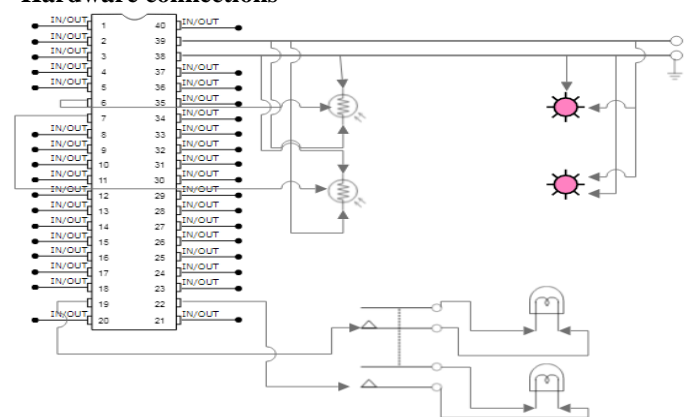 Hardware connections
IN/OUT 1 40 IN/OUT
IN/OUT 2 39
IN/OUT 3 38
IN/OUT 4 37 IN/OUT
IN/OUT 5 36 IN/OUT
6 35 IN/OUT
7 34 IN/OUT
IN/OUT 8 33 IN/OUT
IN/OUT 9 32 IN/OUT
IN/OUT 10 31 IN/OUT
IN/OUT 11 30 IN/OUT
IN/OUT 12 29 IN/OUT
IN/OUT 13 28 IN/OUT
IN/OUT 14 27 IN/OUT
IN/OUT 15 26 IN/OUT
IN/OUT 16 25 IN/OUT
IN/OUT 17 24 IN/OUT
IN/OUT 18 23 IN/OUT
19 22
IN/OUT 20 21 IN/OUT